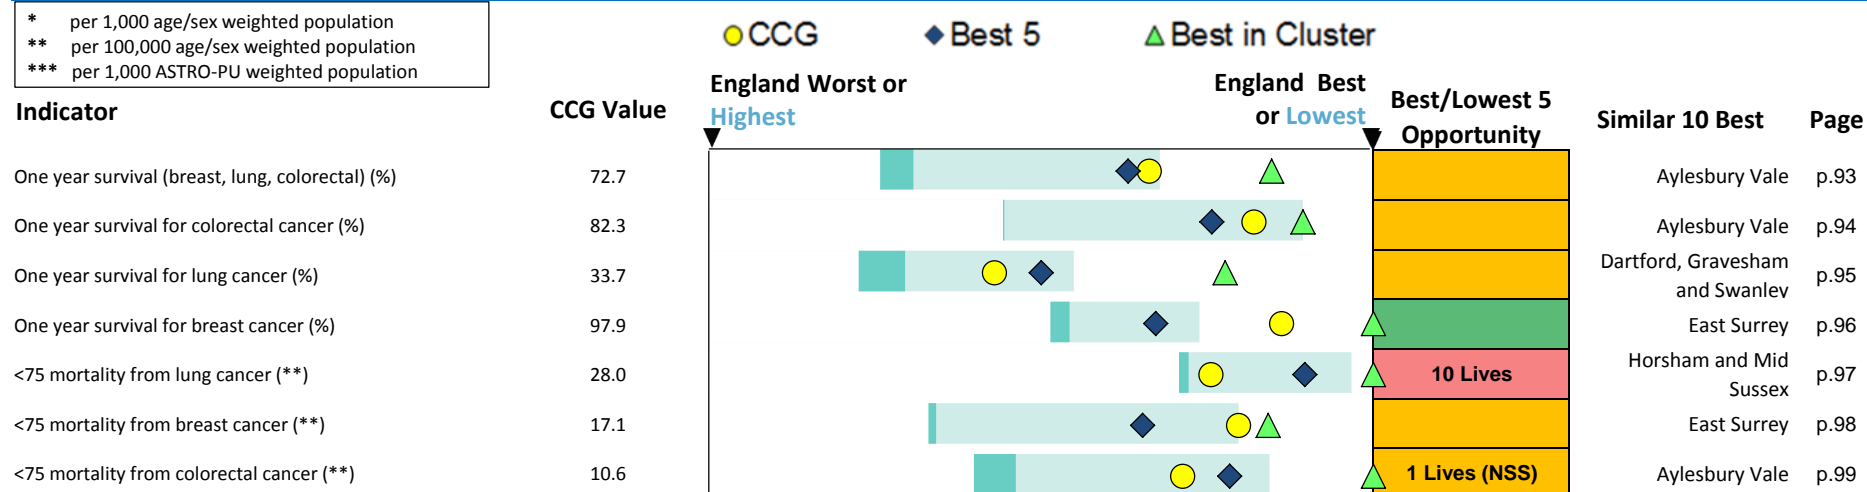 * per 1,000 age/sex weighted population
** per 100,000 age/sex weighted population
*** per 1,000 ASTRO-PU weighted population
CCG
Best 5
Best in Cluster
Indicator
CCG Value
England Worst or
Highest
England Best
or Lowest
Best/Lowest 5
Opportunity
Similar 10 Best
Page
One year survival (breast, lung, colorectal) (%) 72.7 Aylesbury Vale p.93
One year survival for colorectal cancer (%) 82.3 Aylesbury Vale p.94
One year survival for lung cancer (%) 33.7 Dartford, Gravesham p.95
and Swanley
One year survival for breast cancer (%) 97.9 East Surrey p.96
<75 mortality from lung cancer (**) 28.0 10 Lives Horsham and Mid p.97
Sussex
<75 mortality from breast cancer (**) 17.1 East Surrey p.98
<75 mortality from colorectal cancer (**) 10.6 1 Lives (NSS) Aylesbury Vale p.99